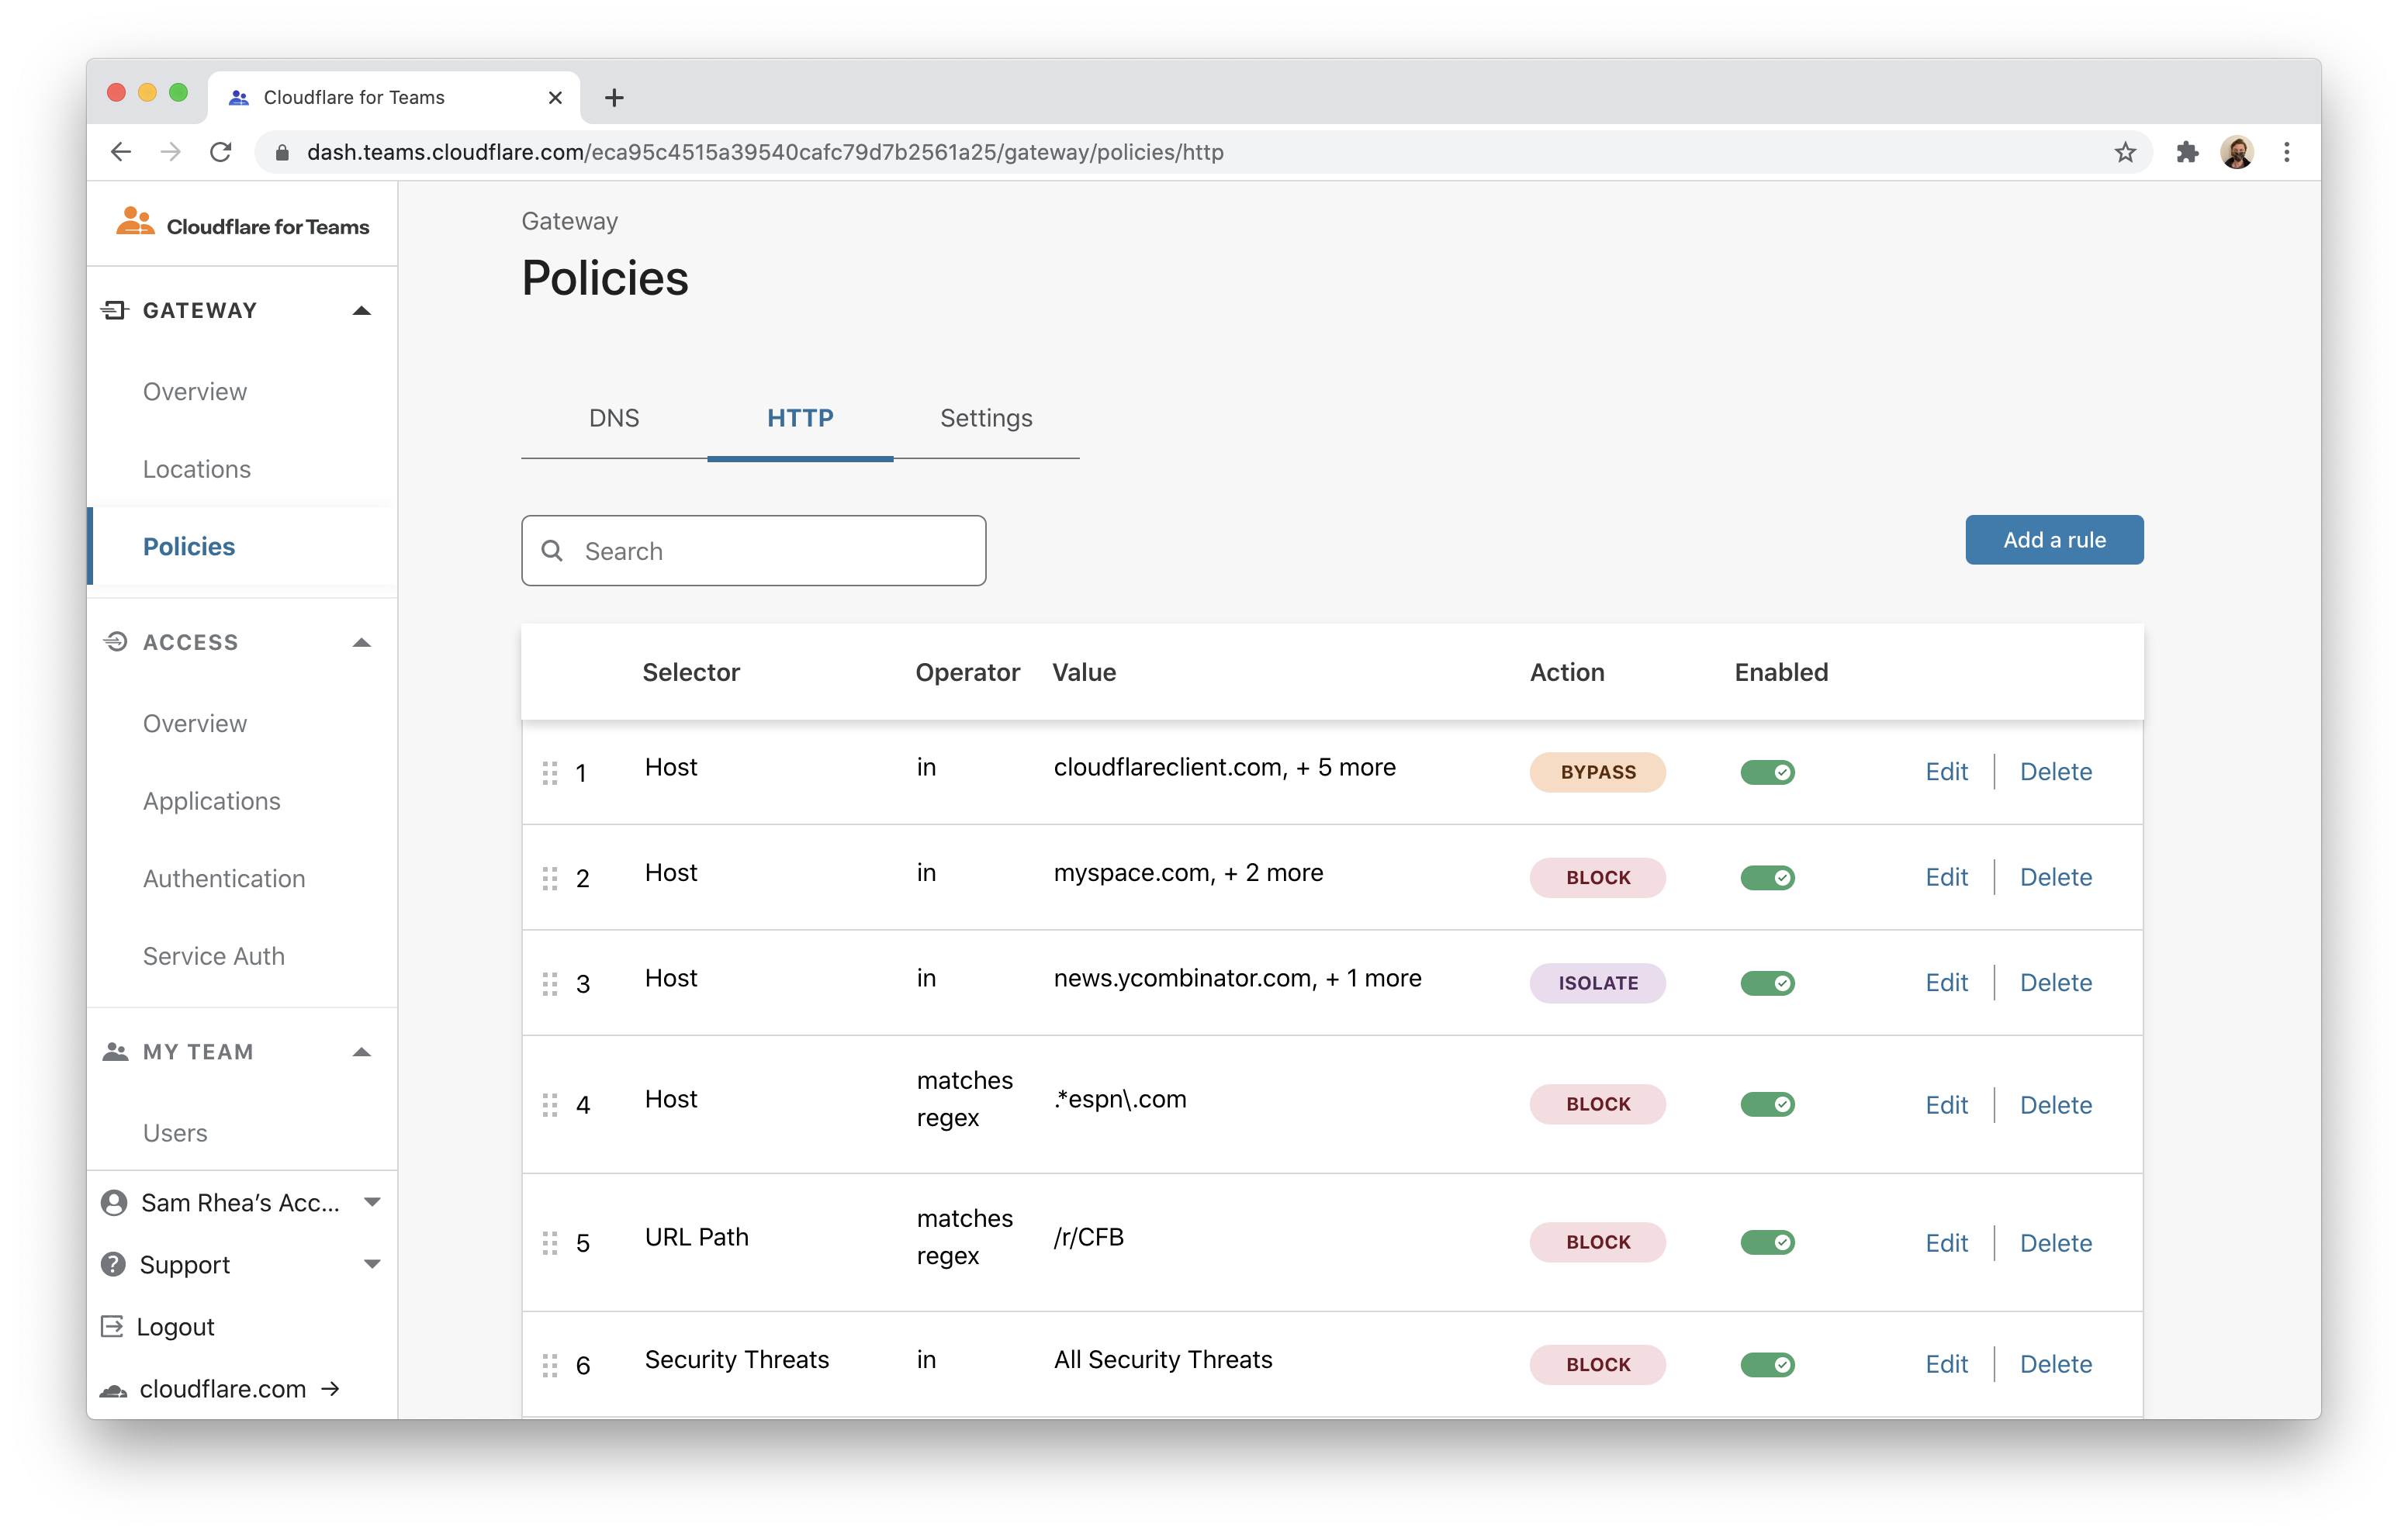 Cloudflare for Teams
dash.teams.cloudflare.com/eca95c4515a39540cafc79d7b2561a25/gateway/policies/http
Cloudflare for Teams
GATEWAY
Overview
Locations
Policies
ACCESS
Overview
Applications
Authentication
Service Auth
MY TEAM
Users
Sam Rhea’s Acc...
Support
Logout
cloudflare.com →
Gateway
Policies
DNS HTTP Settings
Search
Add a rule
Selector Operator Value Action Enabled
1 Host in cloudflareclient.com, + 5 more BYPASS Edit Delete
2 Host in myspace.com, + 2 more BLOCK Edit Delete
3 Host in news.ycombinator.com, + 1 more ISOLATE Edit Delete
4 Host matches regex .*espn\.com BLOCK Edit Delete
5 URL Path matches regex /r/CFB BLOCK Edit Delete
6 Security Threats in All Security Threats BLOCK Edit Delete